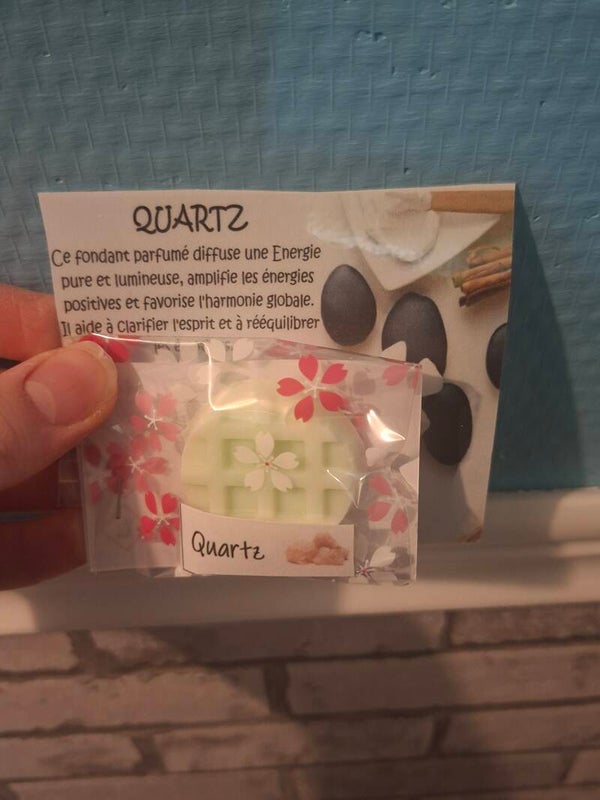 QUARTZ
Ce fondant parfumé diffuse une Energie
pure et lumineuse, amplifie les énergies
positives et favorise l'harmonie globale.
Il aide à Clarifier l'esprit et à rééquilibrer
Quartz